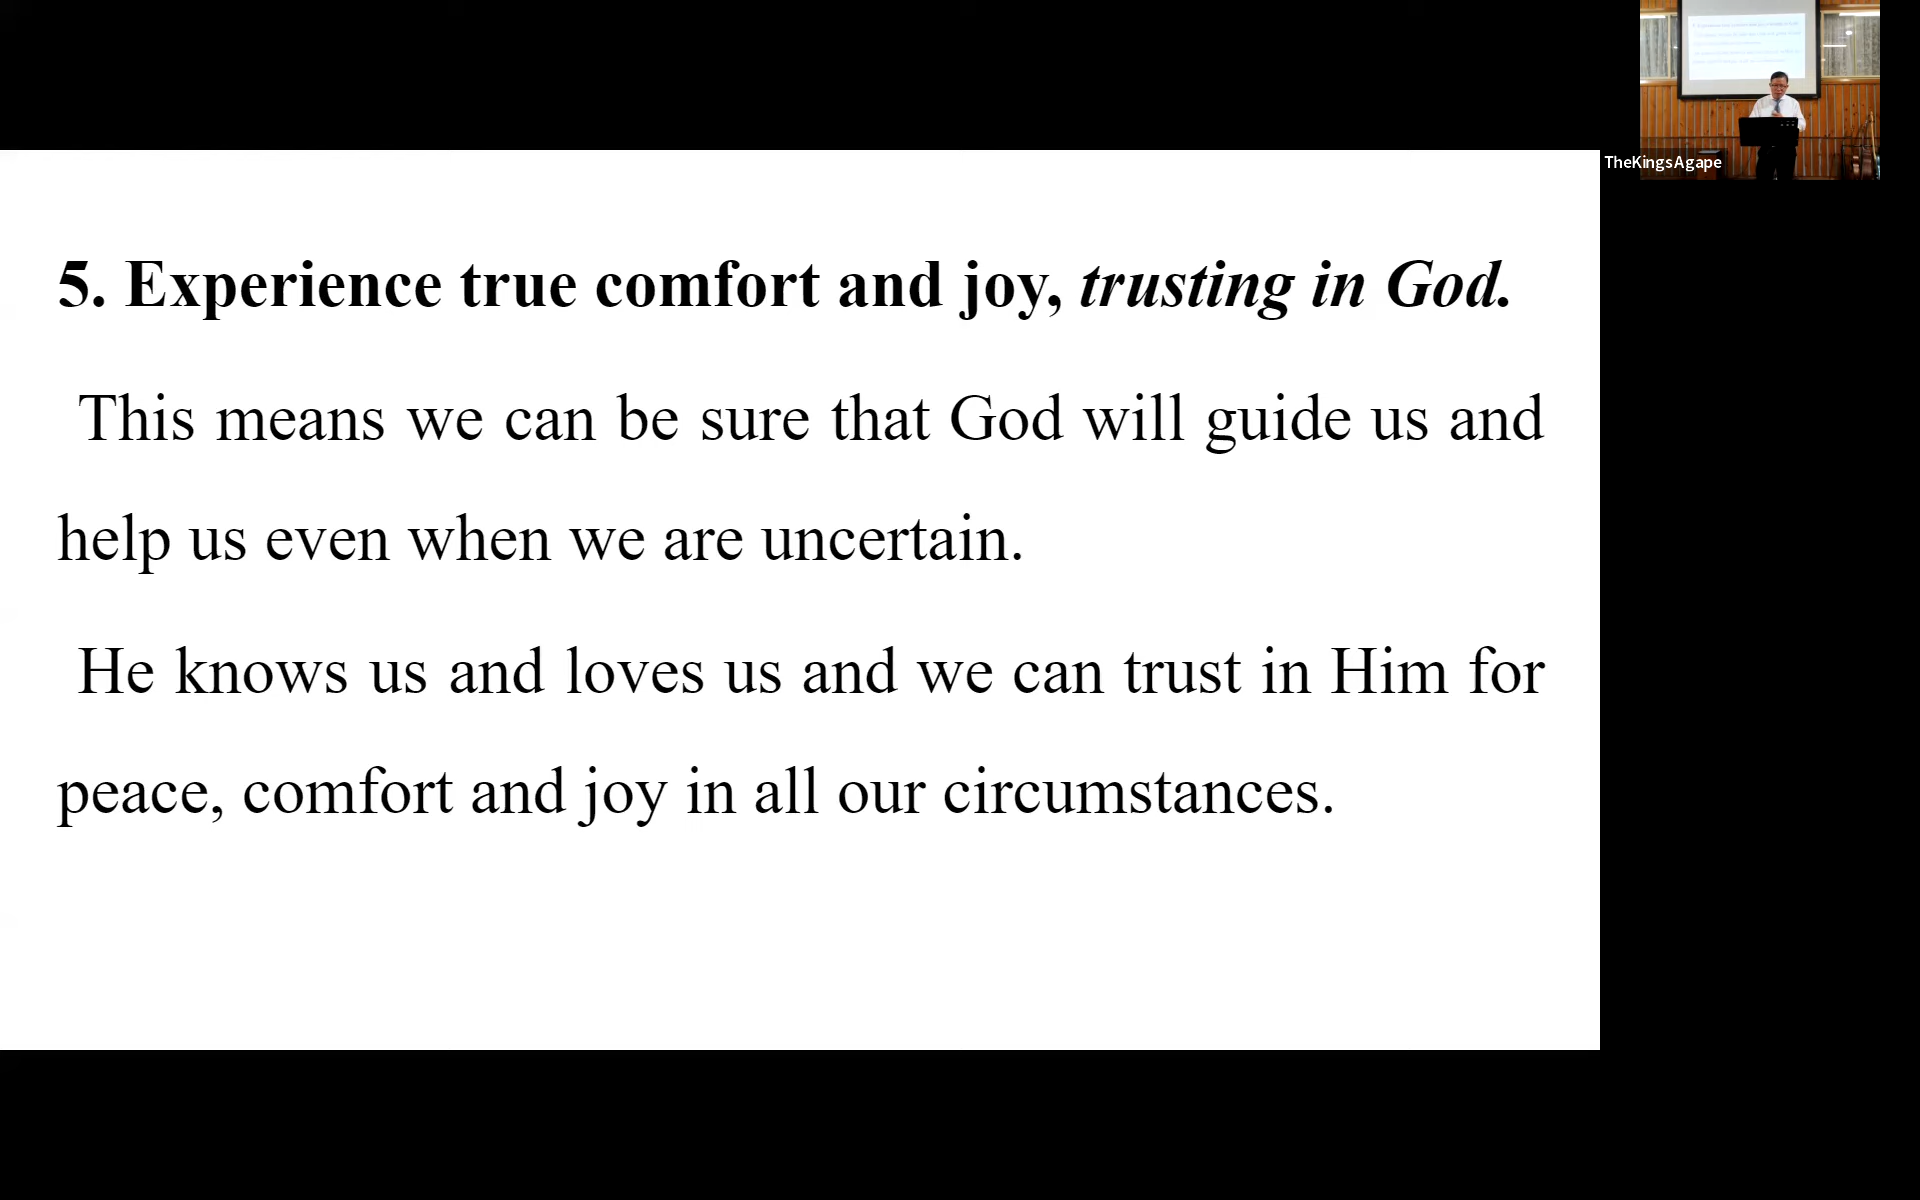 5. Experience true comfort and joy, trusting in God.
This means we can be sure that God will guide us and
help us even when we are uncertain.
He knows us and loves us and we can trust in Him for
peace, comfort and joy in all our circumstances.
TheKingsAgape